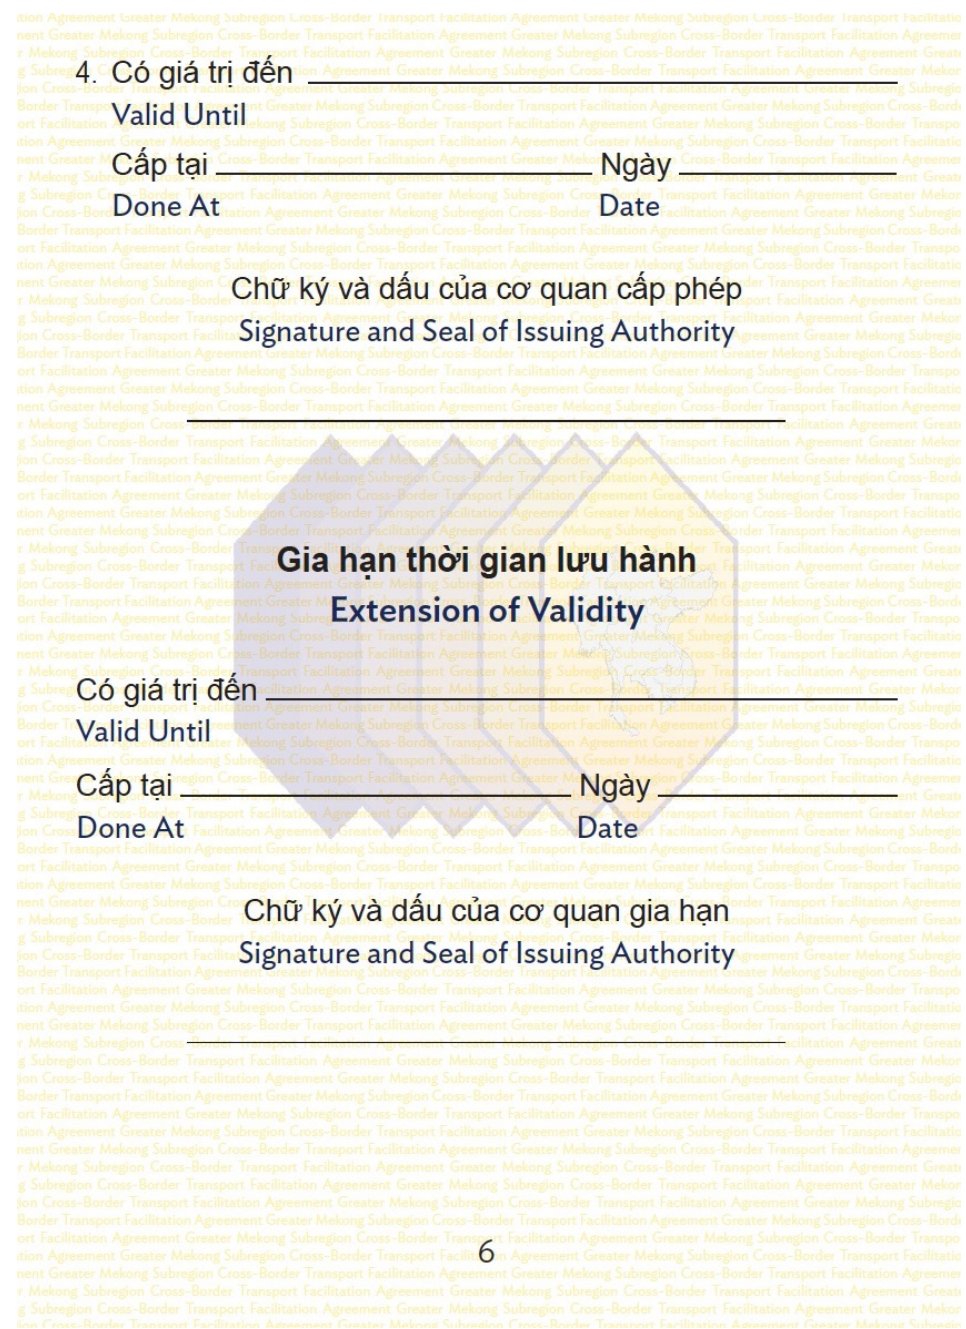 4. Có giá trị đến
Valid Until
Cấp tại Ngày
Done At Date
Chữ ký và dấu của cơ quan cấp phép
Signature and Seal of Issuing Authority
Gia hạn thời gian lưu hành
Extension of Validity
Có giá trị đến
Valid Until
Cấp tại Ngày
Done At Date
Chữ ký và dấu của cơ quan gia hạn
Signature and Seal of Issuing Authority
6